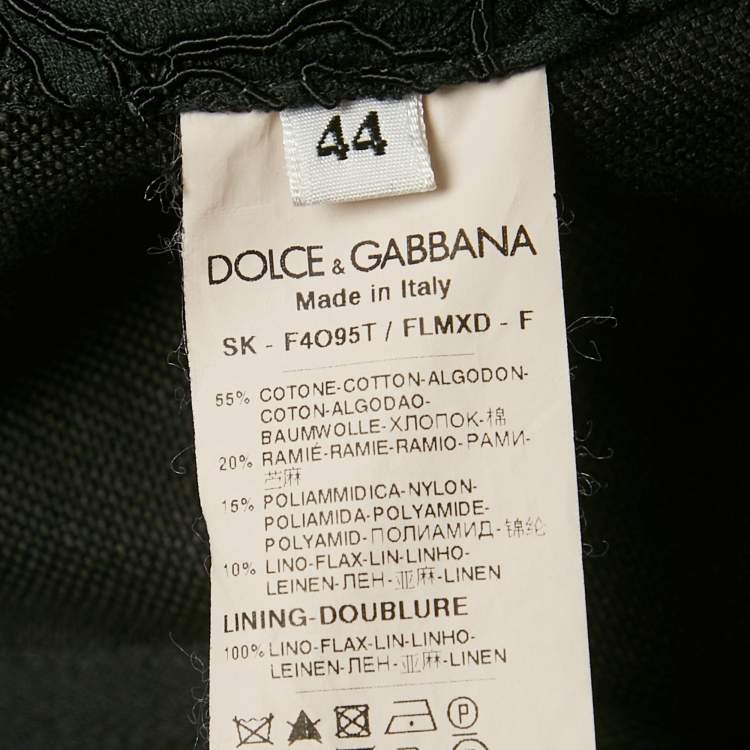 44
DOLCE & GABBANA
Made in Italy
SK - F4O95T / FLMXD - F
55% COTONE-COTTON-ALGODON-
COTON-ALGODAO-
BAUMWOLLE-ХЛОПОК-棉
20% RAMIÉ-RAMIE-RAMIO-РАМИ-
苎麻
15% POLIAMMIDICA-NYLON-
POLIAMIDA-POLYAMIDE-
POLYAMID-ПОЛИАМИД-锦纶
10% LINO-FLAX-LIN-LINHO-
LEINEN-ЛЕН-亚麻-LINEN
LINING-DOUBLURE
100% LINO-FLAX-LIN-LINHO-
LEINEN-ЛЕН-亚麻-LINEN
P